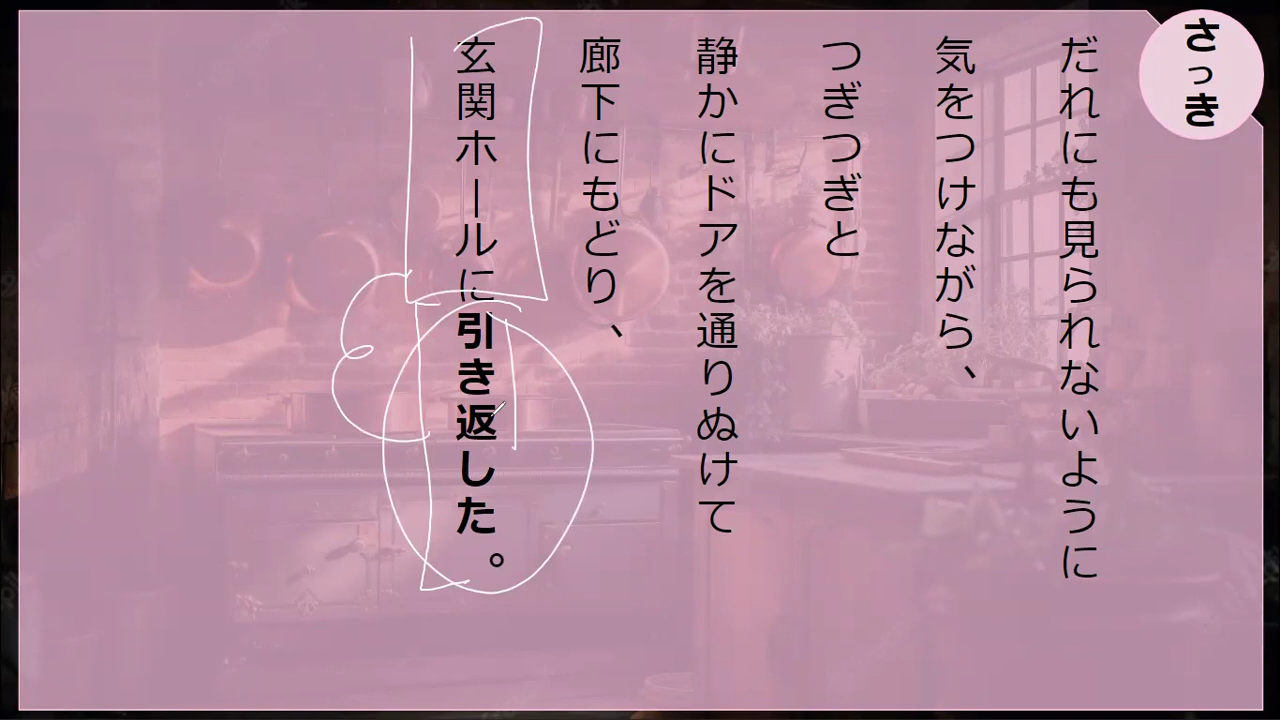 さっき
だれにも見られないように
気をつけながら、
つぎつぎと
静かにドアを通りぬけて
廊下にもどり、
玄関ホールに引き返した。